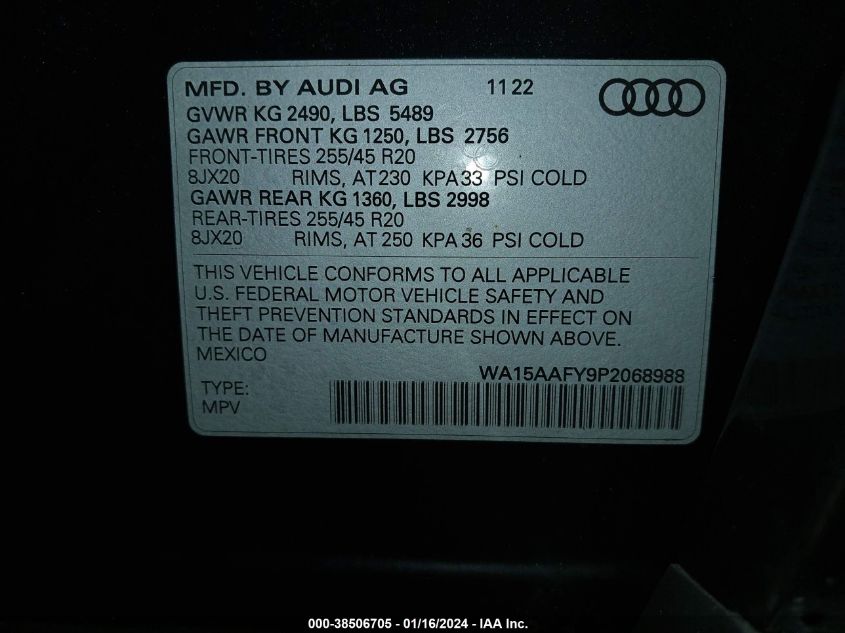 MFD. BY AUDI AG 11 22
GVWR KG 2490, LBS 5489
GAWR FRONT KG 1250, LBS 2756
FRONT-TIRES 255/45 R20
8JX20 RIMS, AT 230 KPA 33 PSI COLD
GAWR REAR KG 1360, LBS 2998
REAR-TIRES 255/45 R20
8JX20 RIMS, AT 250 KPA 36 PSI COLD
THIS VEHICLE CONFORMS TO ALL APPLICABLE
U.S. FEDERAL MOTOR VEHICLE SAFETY AND
THEFT PREVENTION STANDARDS IN EFFECT ON
THE DATE OF MANUFACTURE SHOWN ABOVE.
MEXICO
WA15AAFY9P2068988
TYPE:
MPV
000-38506705 - 01/16/2024 - IAA Inc.